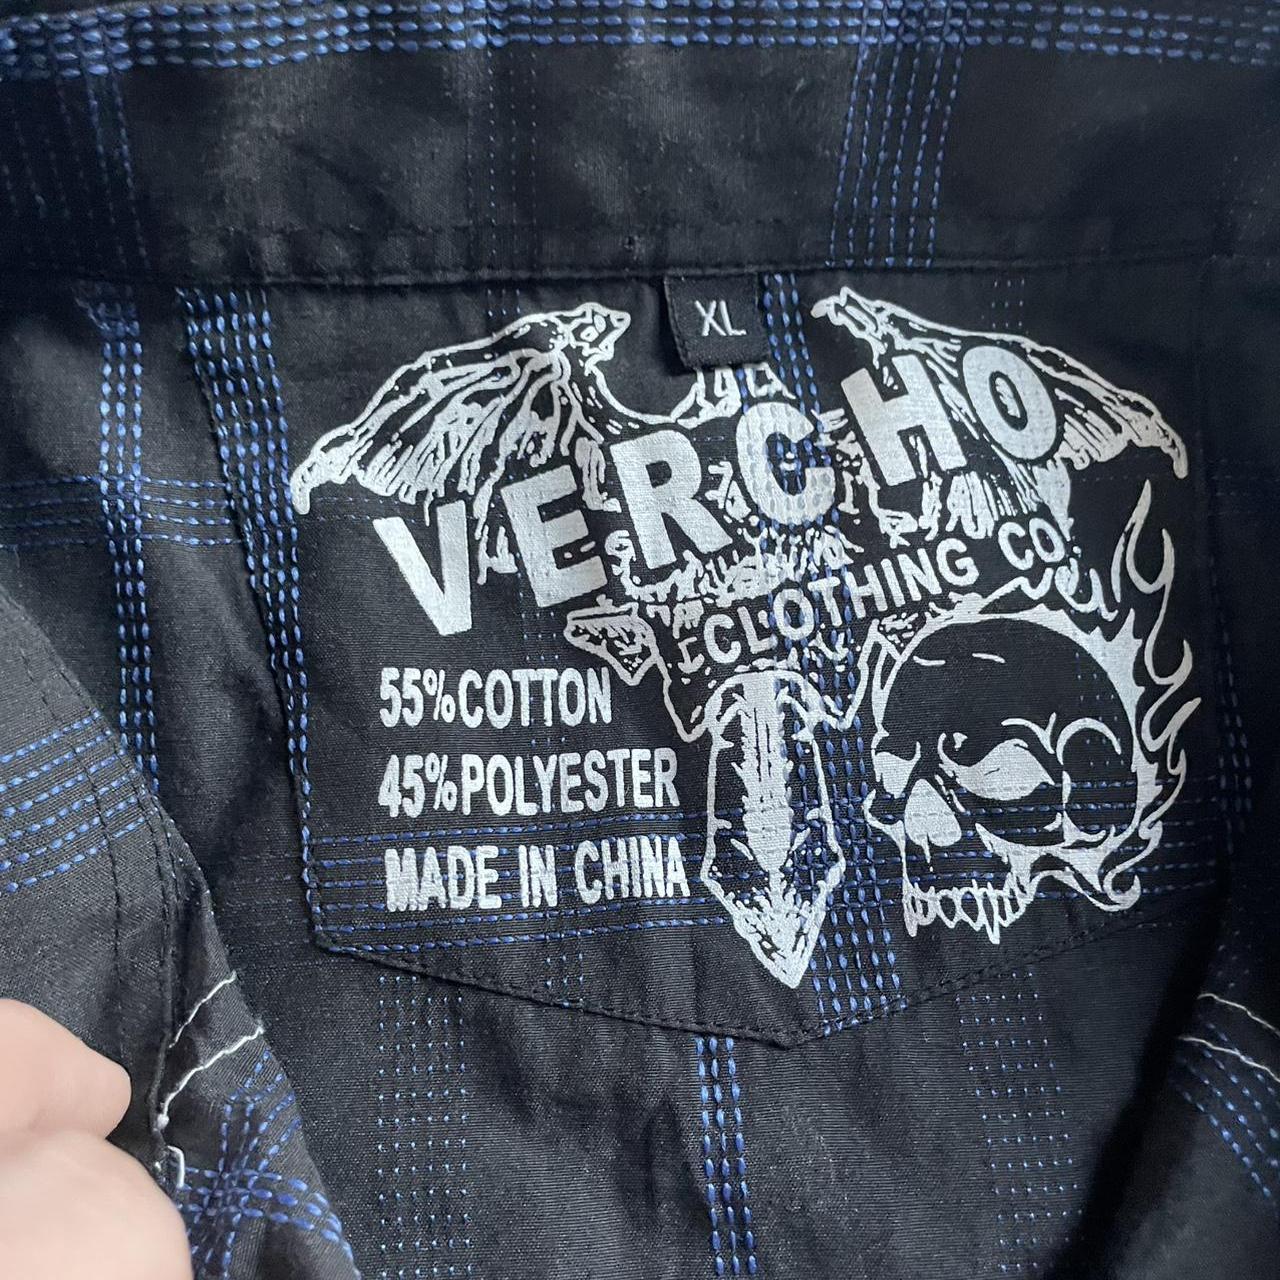 XL
VERCHO
CLOTHING CO
55%COTTON
45%POLYESTER
MADE IN CHINA